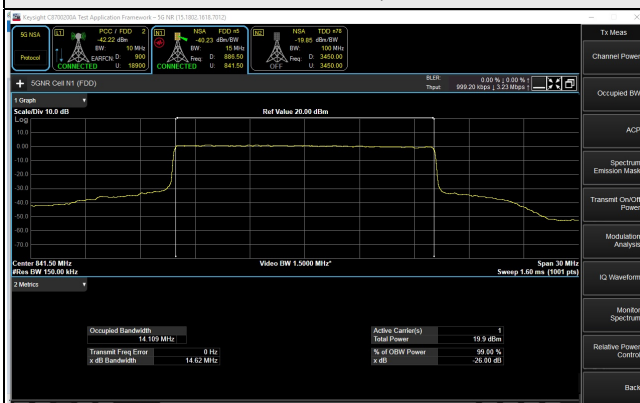 Keysight C8700200A Test Application Framework - 5G NR (15.1802.1618.7012)
5G NSA
Protocol
L1 PCC / FDD 2
-42.22 dBm
BW: 10 MHz
EARFCN: D: 900
CONNECTED U: 18900
N1 NSA FDD n5
-40.23 dBm/BW
BW: 15 MHz
Freq: D: 886.50
CONNECTED U: 841.50
N2 NSA TDD n78
-19.85 dBm/BW
BW: 100 MHz
Freq: D: 3450.00
OFF U: 3450.00
Tx Meas
Channel Power
Occupied BW
ACP
Spectrum
Emission Mask
Transmit On/Off
Power
Modulation
Analysis
IQ Waveform
Monitor
Spectrum
Relative Power
Control
Back
+ 5GNR Cell N1 (FDD)
BLER: 0.00 % ↓ 0.00 % ↑
Thput: 999.20 kbps ↓ 3.23 Mbps ↑
1 Graph
Scale/Div 10.0 dB
Ref Value 20.00 dBm
Log
10.0
0.00
-10.0
-20.0
-30.0
-40.0
-50.0
-60.0
-70.0
Center 841.50 MHz
Video BW 1.5000 MHz*
Span 30 MHz
#Res BW 150.00 kHz
Sweep 1.60 ms (1001 pts)
2 Metrics
Occupied Bandwidth
14.109 MHz
Transmit Freq Error 0 Hz
x dB Bandwidth 14.62 MHz
Active Carrier(s) 1
Total Power 19.9 dBm
% of OBW Power 99.00 %
x dB -26.00 dB